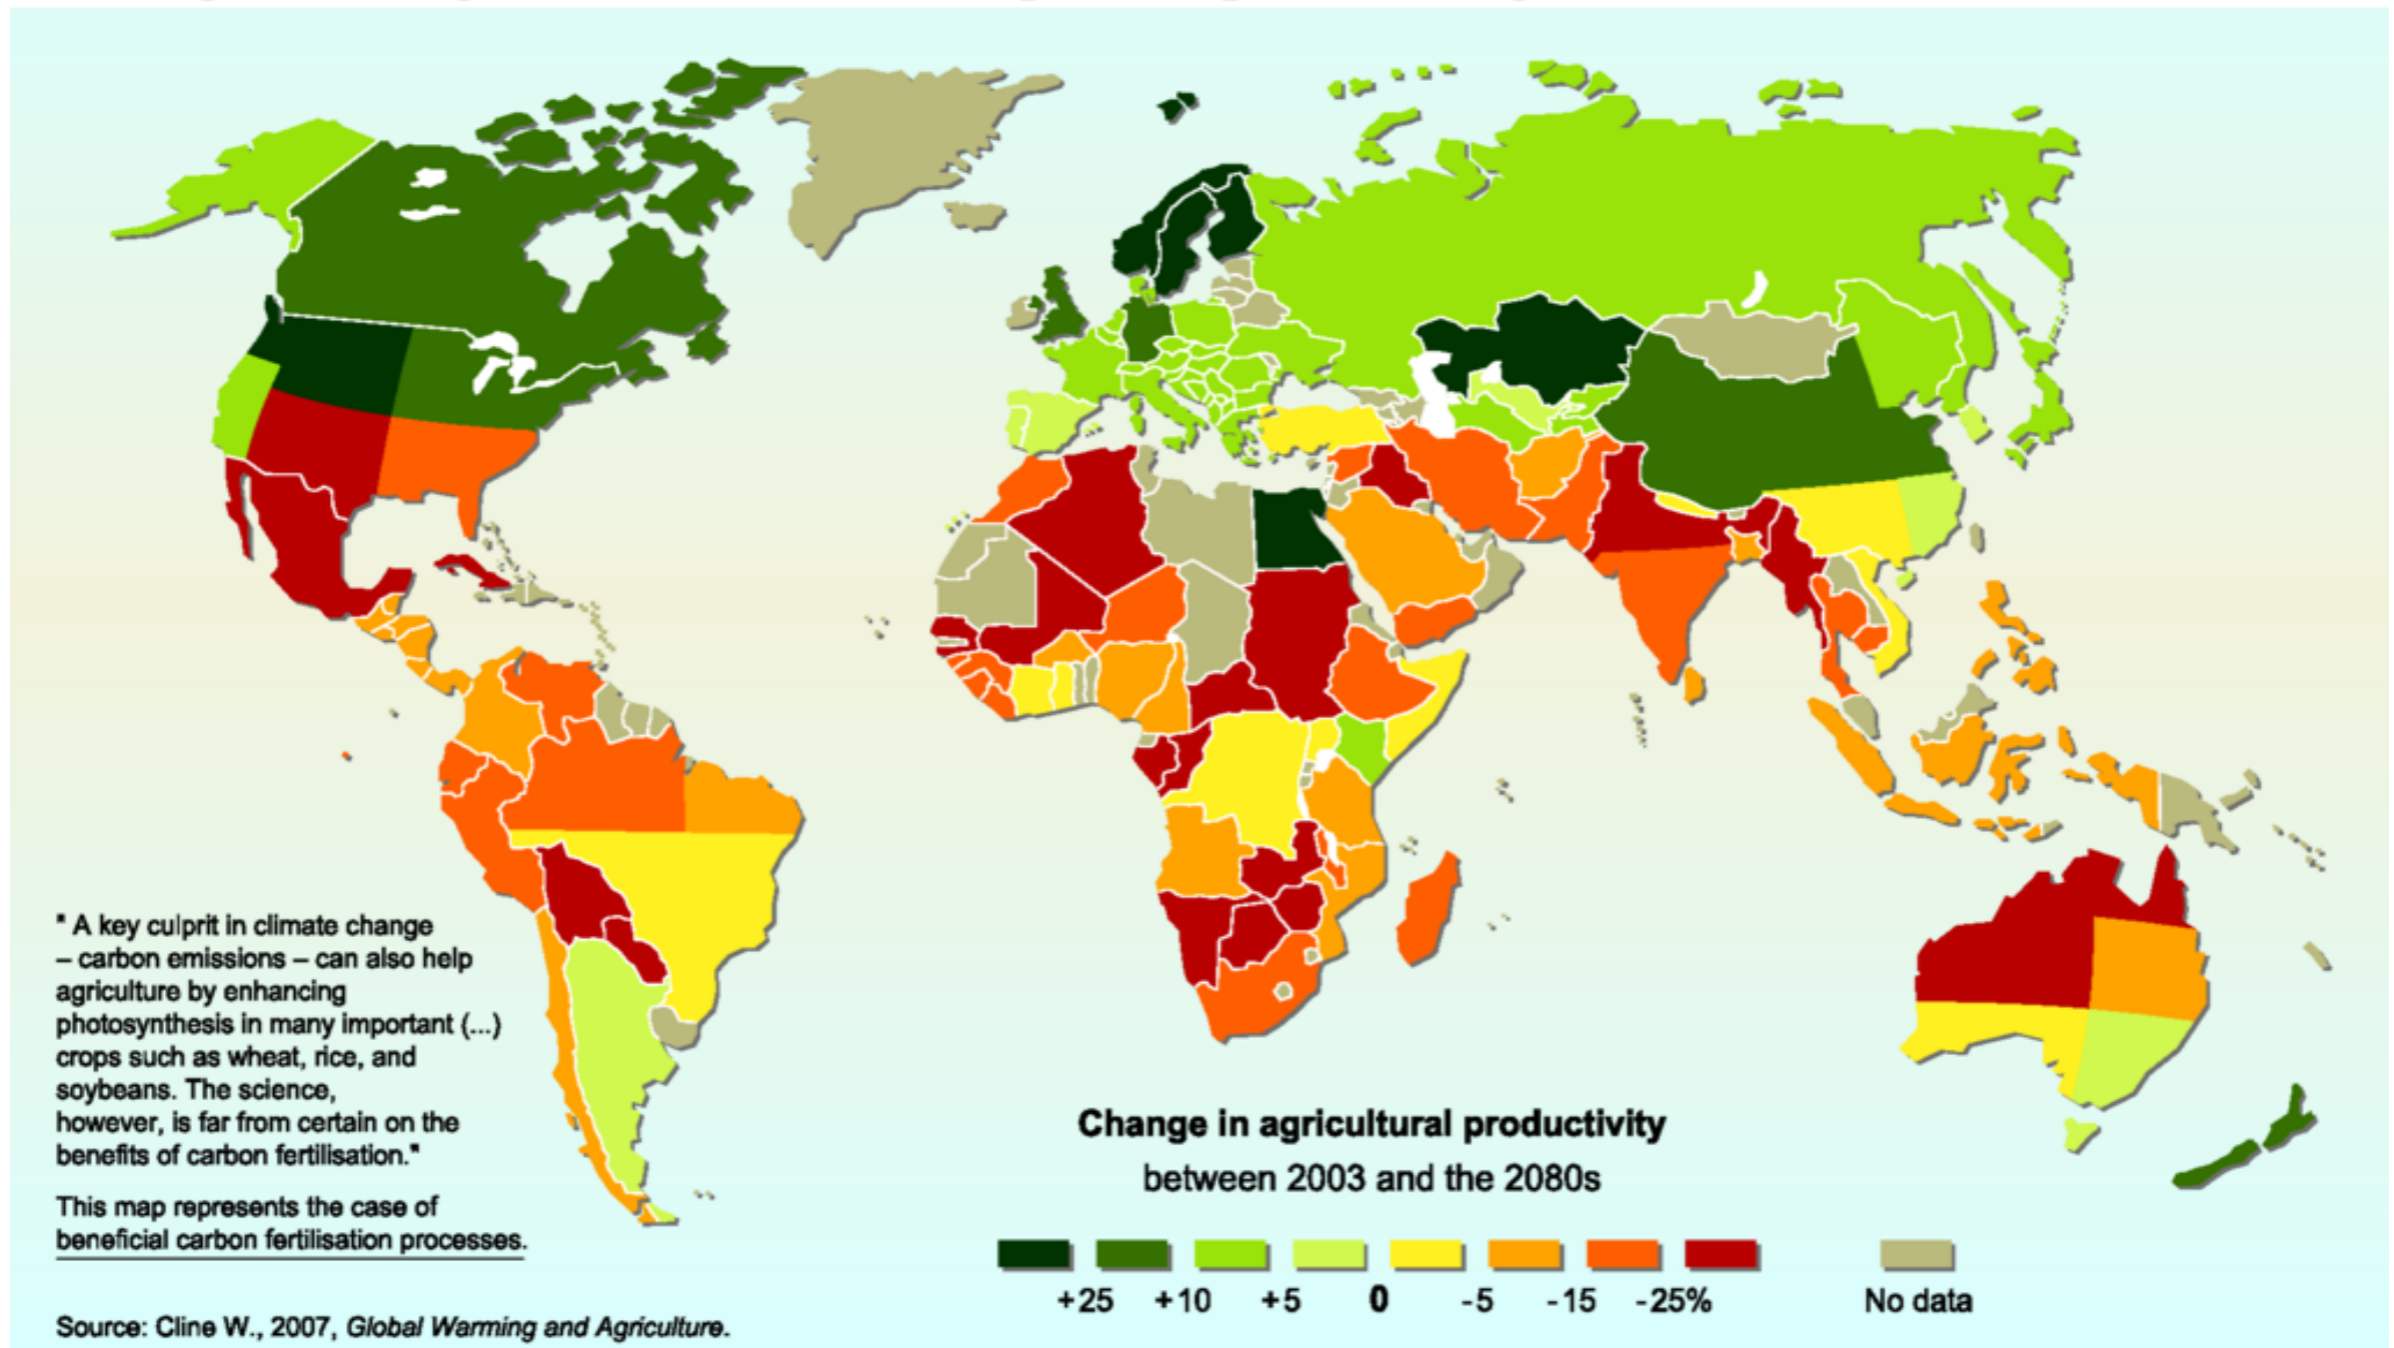 " A key culprit in climate change
– carbon emissions – can also help
agriculture by enhancing
photosynthesis in many important (...)
crops such as wheat, rice, and
soybeans. The science,
however, is far from certain on the
benefits of carbon fertilisation."
This map represents the case of
beneficial carbon fertilisation processes.
Source: Cline W., 2007, Global Warming and Agriculture.
Change in agricultural productivity
between 2003 and the 2080s
+25 +10 +5 0 -5 -15 -25% No data